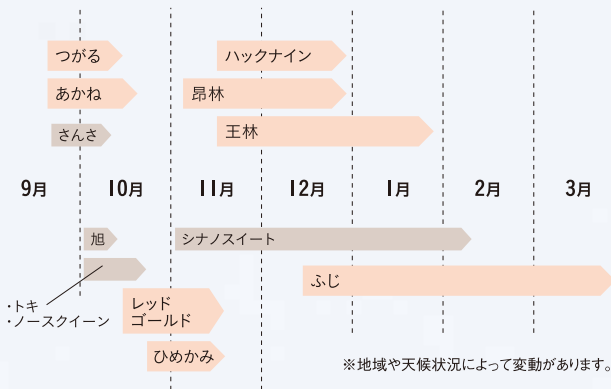 つがる
ハックナイン
あかね
昂林
さんさ
王林
9月
10月
11月
12月
1月
2月
3月
旭
シナノスイート
・トキ
・ノースクイーン
ふじ
レッド
ゴールド
ひめかみ
※地域や天候状況によって変動があります。